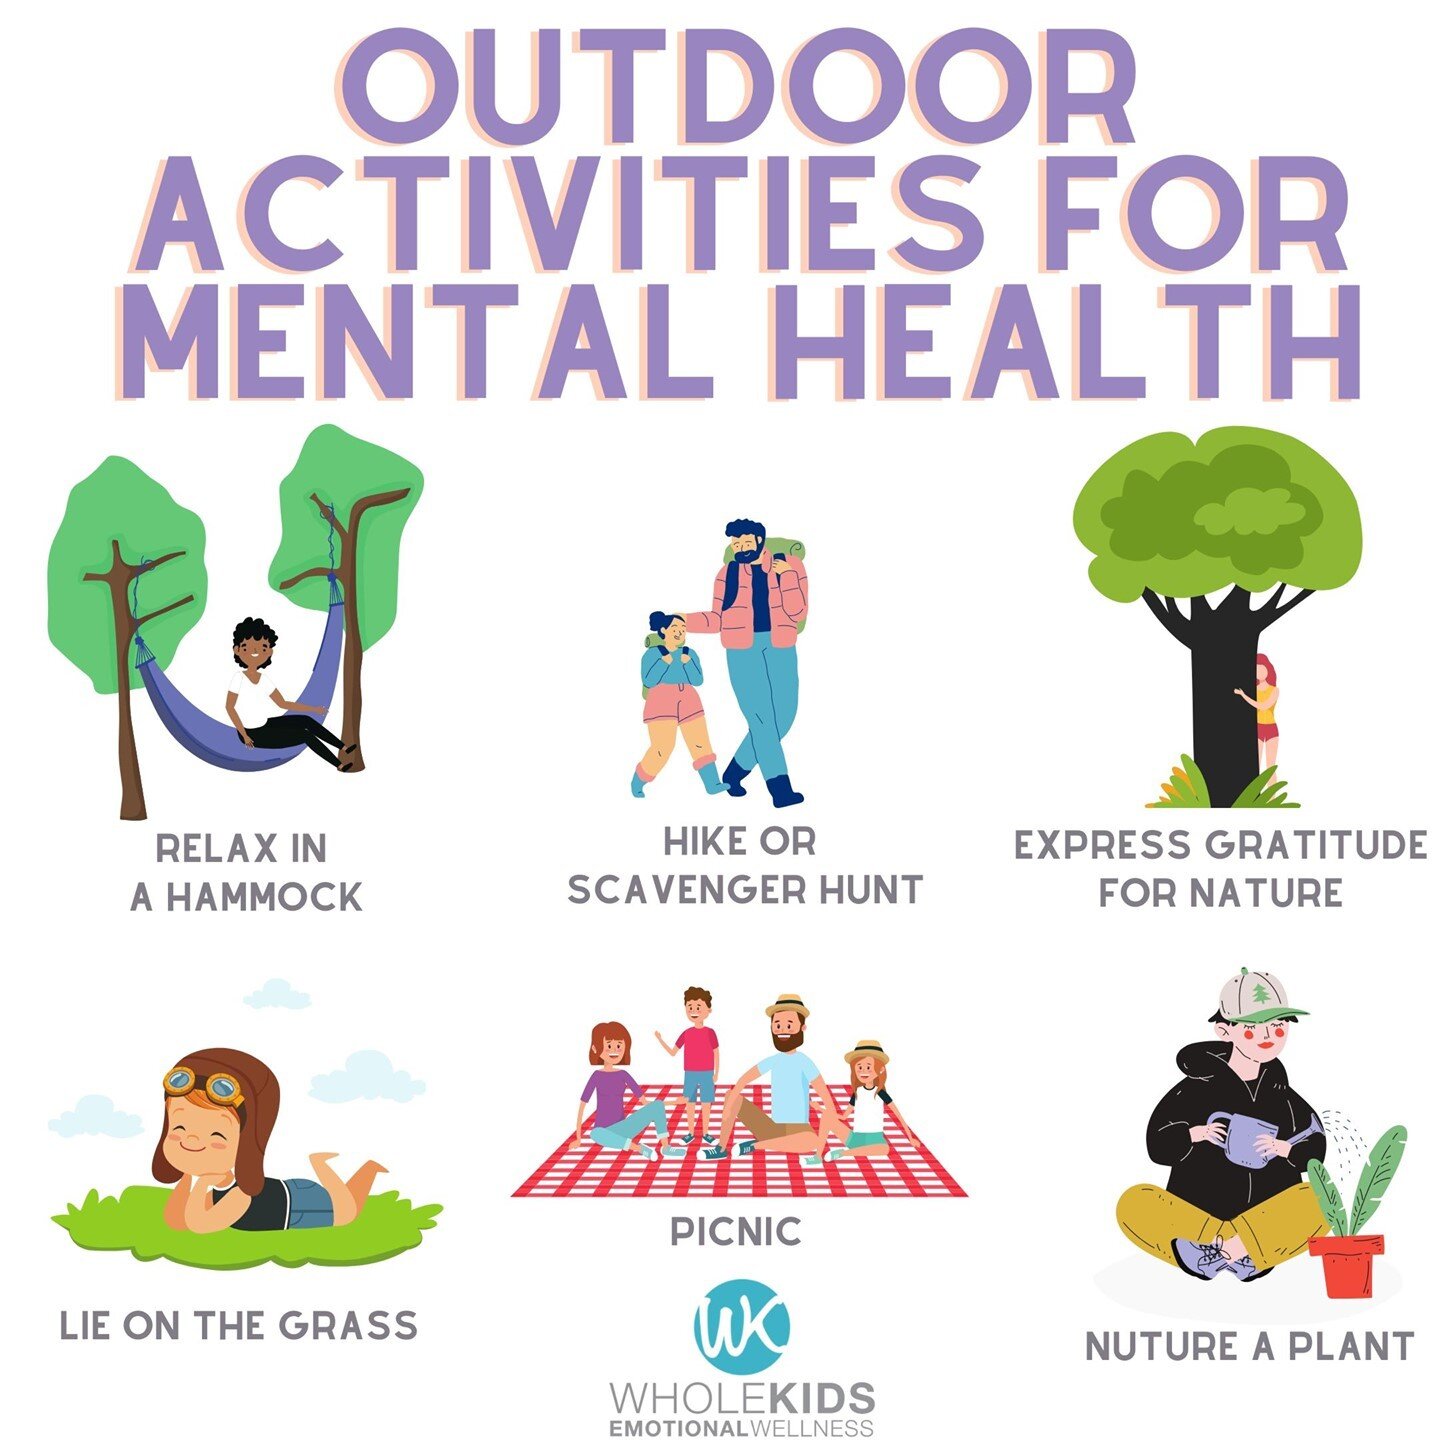 OUTDOOR
ACTIVITIES FOR
MENTAL HEALTH
RELAX IN
A HAMMOCK
HIKE OR
SCAVENGER HUNT
EXPRESS GRATITUDE
FOR NATURE
LIE ON THE GRASS
PICNIC
NUTURE A PLANT
WK
WHOLEKIDS
EMOTIONALWELLNESS